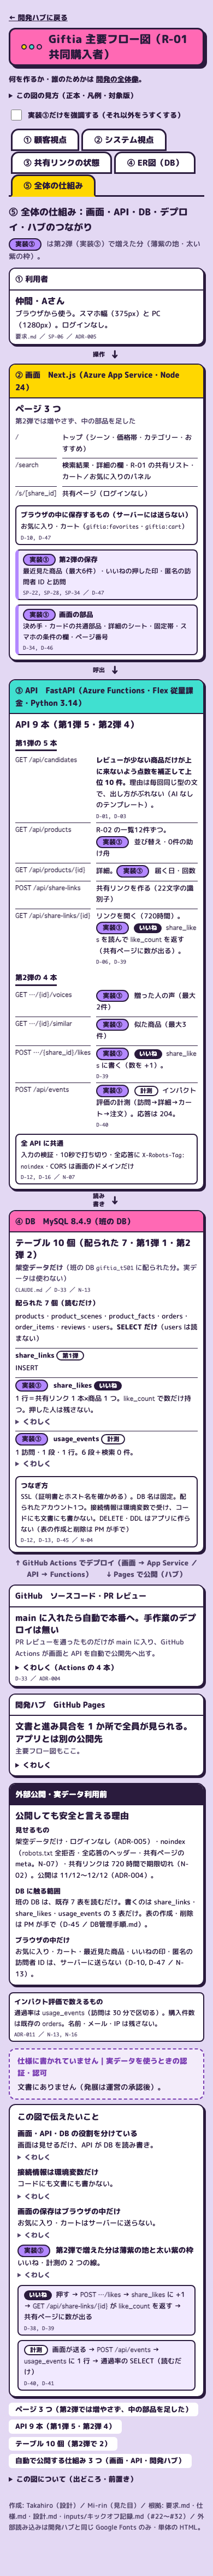 ← 開発ハブに戻る
Giftia 主要フロー図（R-01
共同購入者）
何を作るか・誰のためかは 開発の全体像。
▶ この図の見方（正本・凡例・対象版）
実装②だけを強調する（それ以外をうすくする）
① 顧客視点
② システム視点
③ 共有リンクの状態
④ ER図（DB）
⑤ 全体の仕組み
⑤ 全体の仕組み：画面・API・DB・デプロ
イ・ハブのつながり
実装② は第2弾（実装②）で増えた分（薄紫の地・太い
紫の枠）。
① 利用者
仲間・Aさん
ブラウザから使う。スマホ幅（375px）と PC
（1280px）。ログインなし。
要求.md ／ SP-06 ／ ADR-005
操作 ↓
② 画面　Next.js（Azure App Service・Node
24）
ページ 3 つ
第2弾では増やさず、中の部品を足した
/ トップ（シーン・価格帯・カテゴリー・お
すすめ）
/search 検索結果・詳細の欄・R-01 の共有リスト・
カート／お気に入りのパネル
/s/[share_id] 共有ページ（ログインなし）
ブラウザの中に保存するもの（サーバーには送らない）
お気に入り・カート（giftia:favorites・giftia:cart）
D-10、D-47
実装② 第2弾の保存
最近見た商品（最大6件）・いいねの押した印・匿名の訪
問者 ID と訪問
SP-22、SP-28、SP-34 ／ D-47
実装② 画面の部品
決め手・カードの共通部品・詳細のシート・固定帯・ス
マホの条件の欄・ページ番号
D-34、D-46
呼出 ↓
③ API　FastAPI（Azure Functions・Flex 従量課
金・Python 3.14）
API 9 本（第1弾 5・第2弾 4）
第1弾の 5 本
GET /api/candidates レビューが少ない商品だけが上
に来ないよう点数を補正して上
位 10 件。理由は毎回同じ型の文
で、出し方がぶれない（AI なし
のテンプレート）。
D-01、D-03
GET /api/products R-02 の一覧12件ずつ。
実装② 並び替え・0件の助
け舟
GET /api/products/{id} 詳細。実装② 届く日・回数
POST /api/share-links 共有リンクを作る（22文字の識
別子）
GET /api/share-links/{id} リンクを開く（720時間）。
実装② いいね share_like
s を読んで like_count を返す
（共有ページに数が出る）。
D-06、D-39
第2弾の 4 本
GET …/{id}/voices 実装② 贈った人の声（最大
2件）
GET …/{id}/similar 実装② 似た商品（最大3
件）
POST …/{share_id}/likes 実装② いいね share_like
s に書く（数を +1）。
D-39
POST /api/events 実装② 計測 インパクト
評価の計測（訪問→詳細→カー
ト→注文）。応答は 204。
D-40
全 API に共通
入力の検証・10秒で打ち切り・全応答に X-Robots-Tag:
noindex・CORS は画面のドメインだけ
D-12、D-16 ／ N-07
読み
書き ↓
④ DB　MySQL 8.4.9（班の DB）
テーブル 10 個（配られた 7・第1弾 1・第2
弾 2）
架空データだけ（班の DB giftia_t501 に配られた分。実デ
ータは使わない）
CLAUDE.md ／ D-33 ／ N-13
配られた 7 個（読むだけ）
products・product_scenes・product_facts・orders・
order_items・reviews・users。SELECT だけ（users は読
まない）
share_links 第1弾
INSERT
実装② share_likes いいね
1 行＝共有リンク 1 本×商品 1 つ。like_count で数だけ持
つ。押した人は残さない。
▶ くわしく
実装② usage_events 計測
1 訪問・1 段・1 行。6 段＋検索 0 件。
▶ くわしく
つなぎ方
SSL（証明書とホスト名を確かめる）。DB 名は固定。配
られたアカウント1つ。接続情報は環境変数で受け、コー
ドにも文書にも書かない。DELETE・DDL はアプリに作ら
ない（表の作成と削除は PM が手で）
D-12、D-13、D-45 ／ N-04
↑ GitHub Actions でデプロイ（画面 → App Service ／
API → Functions）　↓ Pages で公開（ハブ）
GitHub　ソースコード・PR レビュー
main に入れたら自動で本番へ。手作業のデプ
ロイは無い
PR レビューを通ったものだけが main に入り、GitHub
Actions が画面と API を自動で公開先へ出す。
▶ くわしく（Actions の 4 本）
D-33 ／ ADR-004
開発ハブ　GitHub Pages
文書と進み具合を 1 か所で全員が見られる。
アプリとは別の公開先
主要フロー図もここ。
▶ くわしく
外部公開・実データ利用前
公開しても安全と言える理由
見せるもの
架空データだけ・ログインなし（ADR-005）・noindex
（robots.txt 全拒否・全応答のヘッダー・共有ページの
meta。N-07）・共有リンクは 720 時間で期限切れ（N-
02）。公開は 11/12〜12/12（ADR-004）。
DB に触る範囲
班の DB は、既存 7 表を読むだけ。書くのは share_links・
share_likes・usage_events の 3 表だけ。表の作成・削除
は PM が手で（D-45 ／ DB管理手順.md）。
ブラウザの中だけ
お気に入り・カート・最近見た商品・いいねの印・匿名の
訪問者 ID は、サーバーに送らない（D-10、D-47 ／ N-
13）。
インパクト評価で数えるもの
通過率は usage_events（訪問は 30 分で区切る）。購入件数
は既存の orders。名前・メール・IP は残さない。
ADR-011 ／ N-13、N-16
仕様に書かれていません｜実データを使うときの認
証・認可
文書にありません（発展は運営の承認後）。
この図で伝えたいこと
画面・API・DB の役割を分けている
画面は見せるだけ、API が DB を読み書き。
▶ くわしく
接続情報は環境変数だけ
コードにも文書にも書かない。
▶ くわしく
画面の保存はブラウザの中だけ
お気に入り・カートはサーバーに送らない。
▶ くわしく
実装② 第2弾で増えた分は薄紫の地と太い紫の枠
いいね・計測の 2 つの線。
▶ くわしく
いいね 押す → POST …/likes → share_likes に +1
→ GET /api/share-links/{id} が like_count を返す →
共有ページに数が出る
D-38、D-39
計測 画面が送る → POST /api/events →
usage_events に 1 行 → 通過率の SELECT（読むだ
け）
D-40、D-41
ページ 3 つ（第2弾では増やさず、中の部品を足した）
API 9 本（第1弾 5・第2弾 4）
テーブル 10 個（第2弾で 2）
自動で公開する仕組み 3 つ（画面・API・開発ハブ）
▶ この図について（出どころ・前置き）
作成: Takahiro（設計）／ Mi-rin（見た目）／ 根拠: 要求.md・仕
様.md・設計.md・inputs/キックオフ記録.md（#22〜#32）／ 外
部読み込みは開発ハブと同じ Google Fonts のみ・単体の HTML。